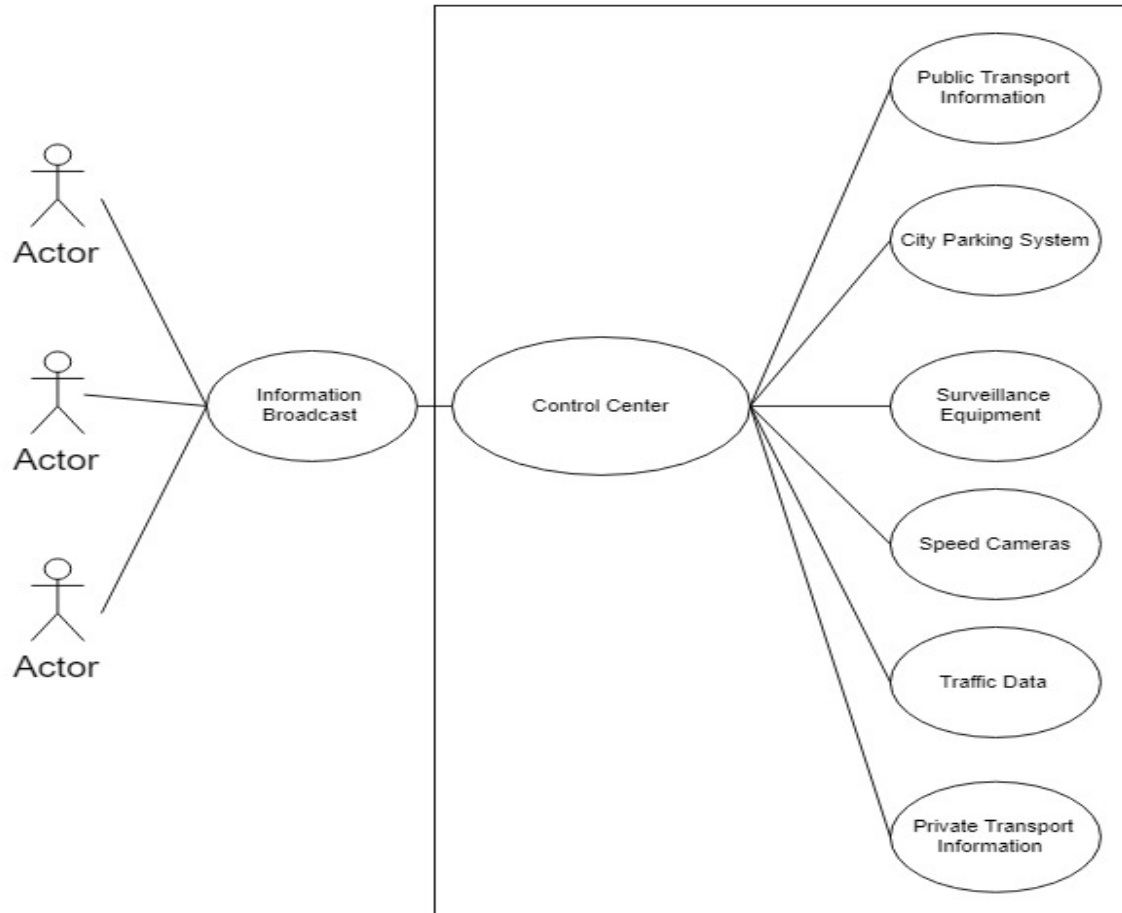 Public Transport
Information
City Parking System
Actor
Actor
Information
Broadcast
Control Center
Surveillance
Equipment
Speed Cameras
Actor
Traffic Data
Private Transport
Information